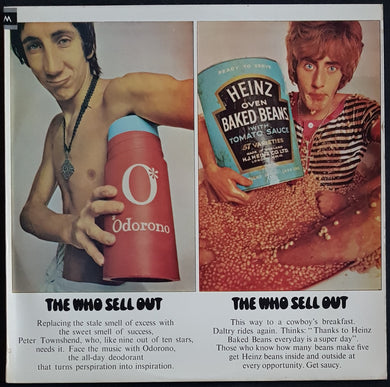 M
READY TO SERVE
HEINZ
OVEN
BAKED BEANS
WITH
TOMATO SAUCE
57 VARIETIES
H.J. HEINZ CO. LTD.
O
Odorono
THE WHO SELL OUT
Replacing the stale smell of excess with
the sweet smell of success,
Peter Townshend, who, like nine out of ten stars,
needs it. Face the music with Odorono,
the all-day deodorant
that turns perspiration into inspiration.
THE WHO SELL OUT
This way to a cowboy's breakfast.
Daltry rides again. Thinks: "Thanks to Heinz
Baked Beans everyday is a super day".
Those who know how many beans make five
get Heinz beans inside and outside at
every opportunity. Get saucy.